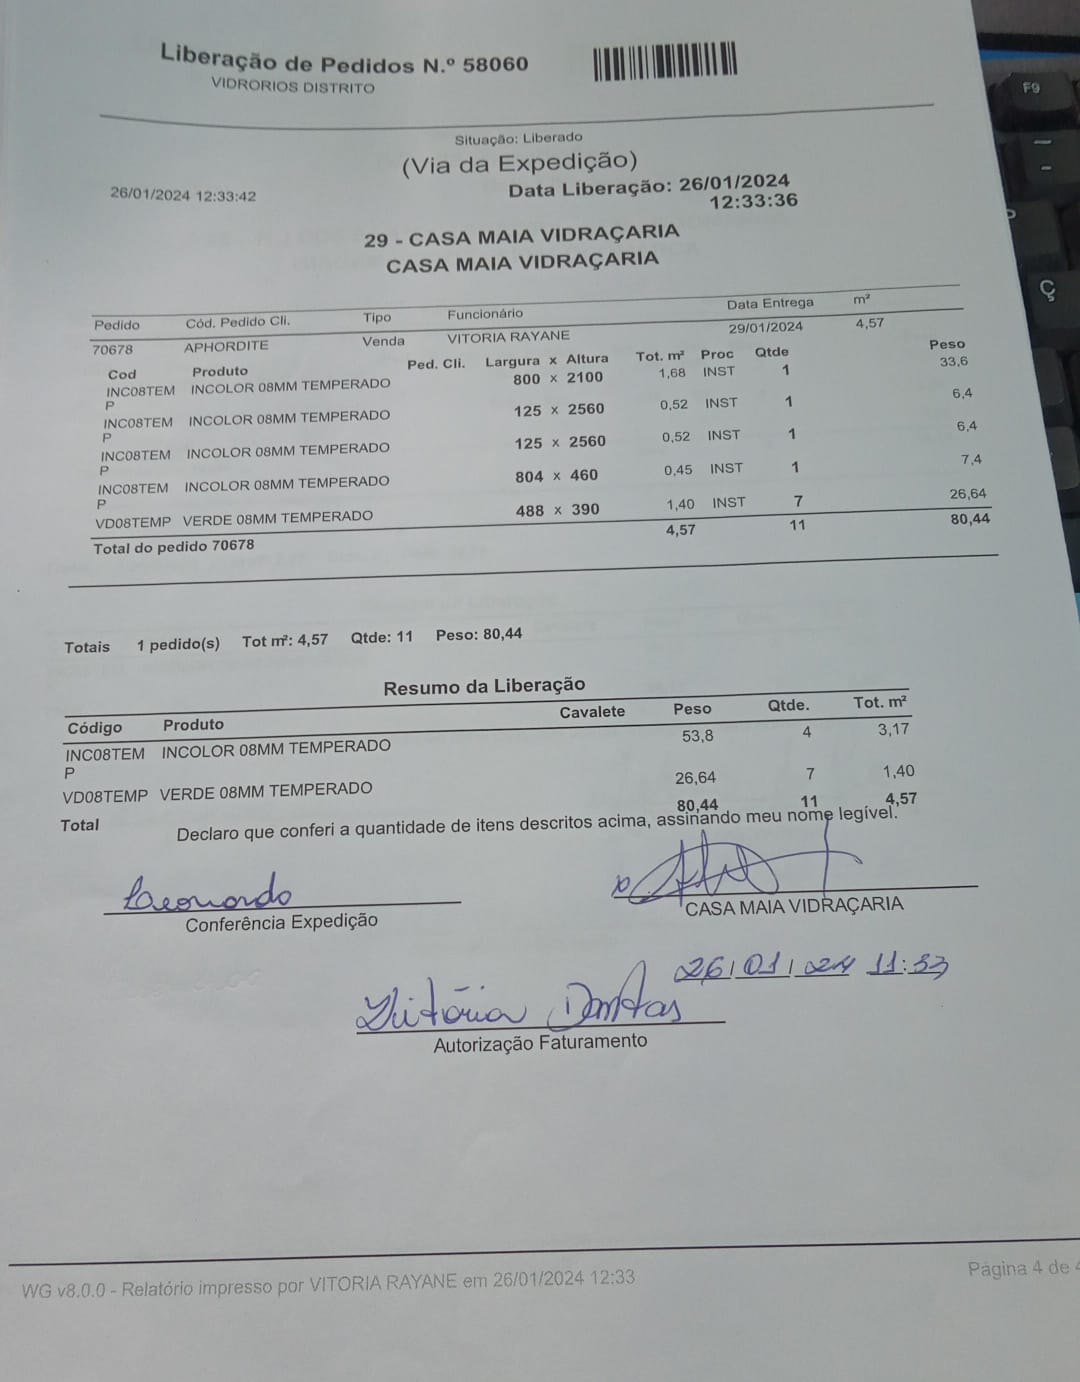 Liberação de Pedidos N.º 58060
VIDRORIOS DISTRITO
Situação: Liberado
(Via da Expedição)
26/01/2024 12:33:42
Data Liberação: 26/01/2024
12:33:36
29 - CASA MAIA VIDRAÇARIA
CASA MAIA VIDRAÇARIA
Pedido Cód. Pedido Cli. Tipo Funcionário Data Entrega m²
70678 APHORDITE Venda VITORIA RAYANE 29/01/2024 4,57
Cod Produto Ped. Cli. Largura x Altura Tot. m² Proc Qtde Peso
INC08TEM INCOLOR 08MM TEMPERADO 800 x 2100 1,68 INST 1 33,6
P
INC08TEM INCOLOR 08MM TEMPERADO 125 x 2560 0,52 INST 1 6,4
P
INC08TEM INCOLOR 08MM TEMPERADO 125 x 2560 0,52 INST 1 6,4
P
INC08TEM INCOLOR 08MM TEMPERADO 804 x 460 0,45 INST 1 7,4
P
VD08TEMP VERDE 08MM TEMPERADO 488 x 390 1,40 INST 7 26,64
Total do pedido 70678 4,57 11 80,44
Totais 1 pedido(s) Tot m²: 4,57 Qtde: 11 Peso: 80,44
Resumo da Liberação
Código Produto Cavalete Peso Qtde. Tot. m²
INC08TEM INCOLOR 08MM TEMPERADO 53,8 4 3,17
P
VD08TEMP VERDE 08MM TEMPERADO 26,64 7 1,40
Total 80,44 11 4,57
Declaro que conferi a quantidade de itens descritos acima, assinando meu nome legível.
Leonardo
Conferência Expedição
CASA MAIA VIDRAÇARIA
26/01/24 11:33
Vitória Dantas
Autorização Faturamento
WG v8.0.0 - Relatório impresso por VITORIA RAYANE em 26/01/2024 12:33
Página 4 de 4
F9
Ç